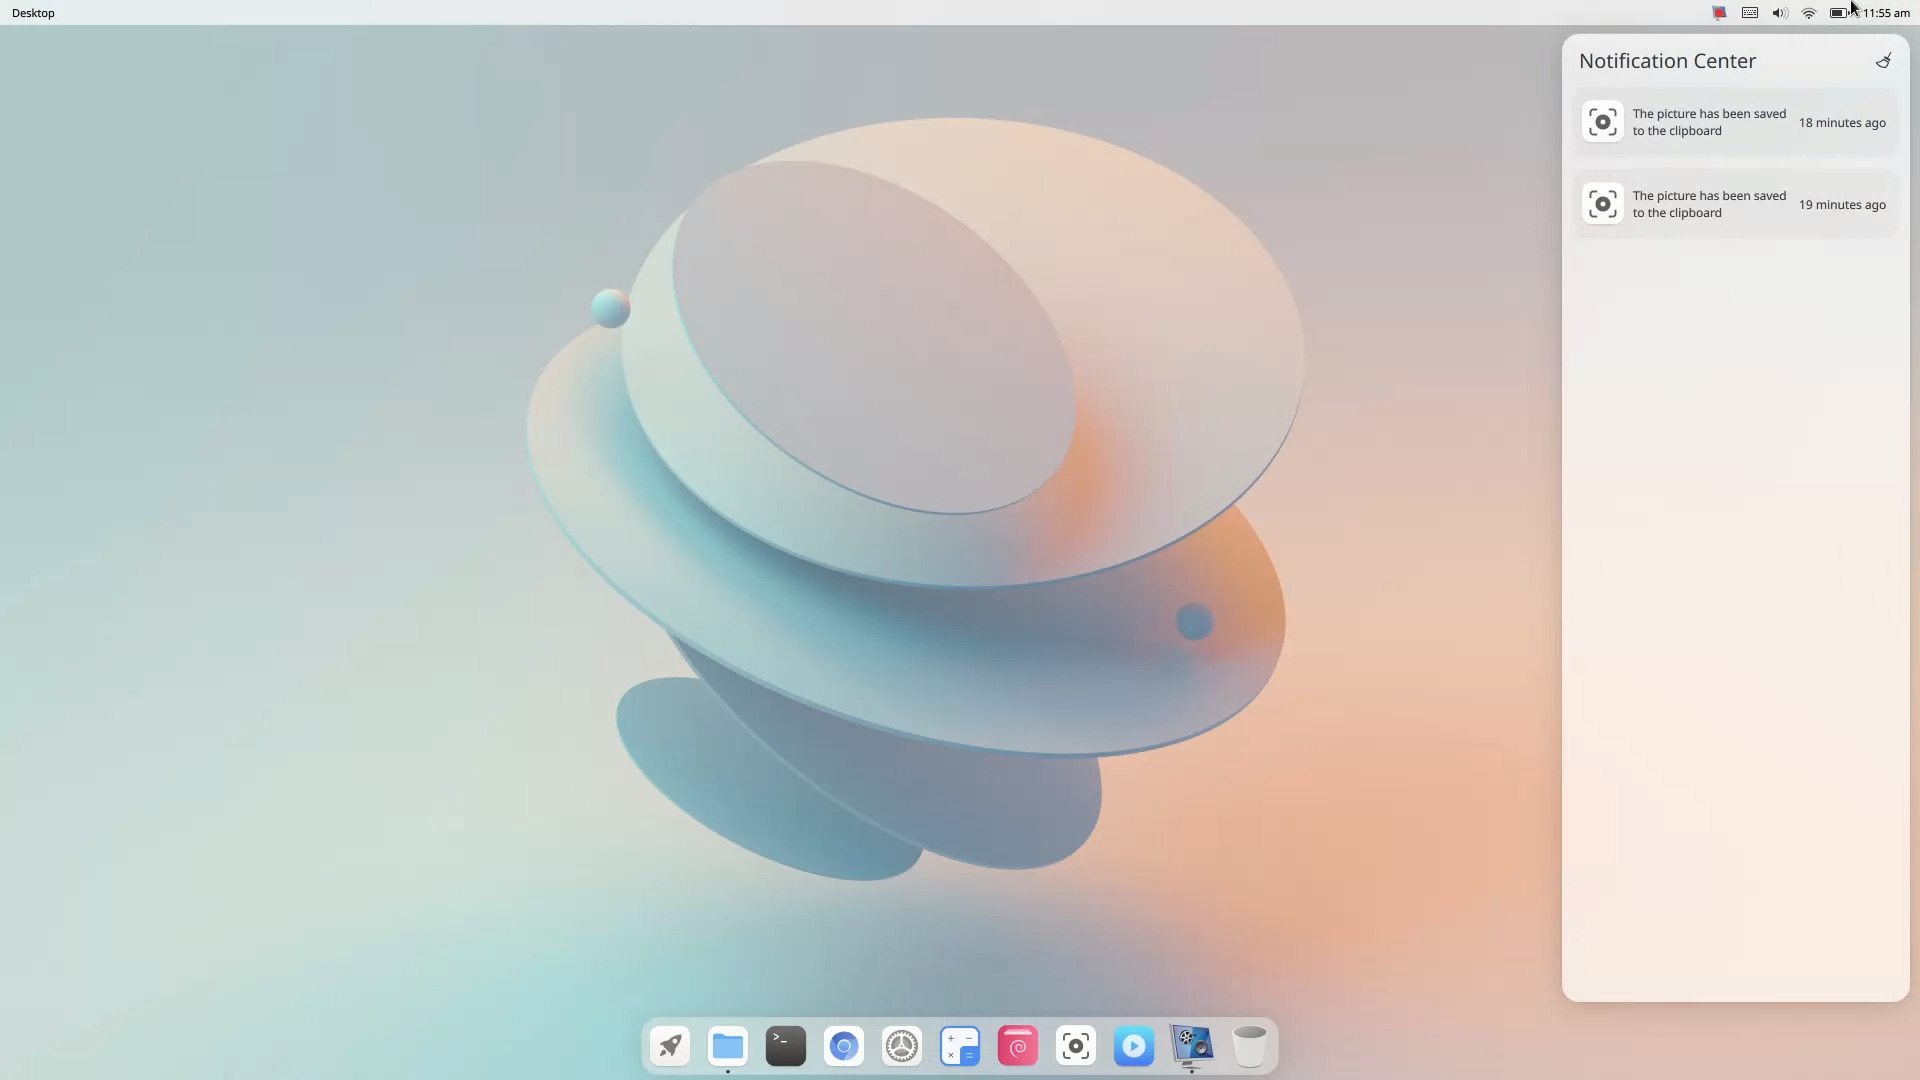 Desktop
11:55 am
Notification Center
The picture has been saved
to the clipboard
18 minutes ago
The picture has been saved
to the clipboard
19 minutes ago
>_
+ −
× =